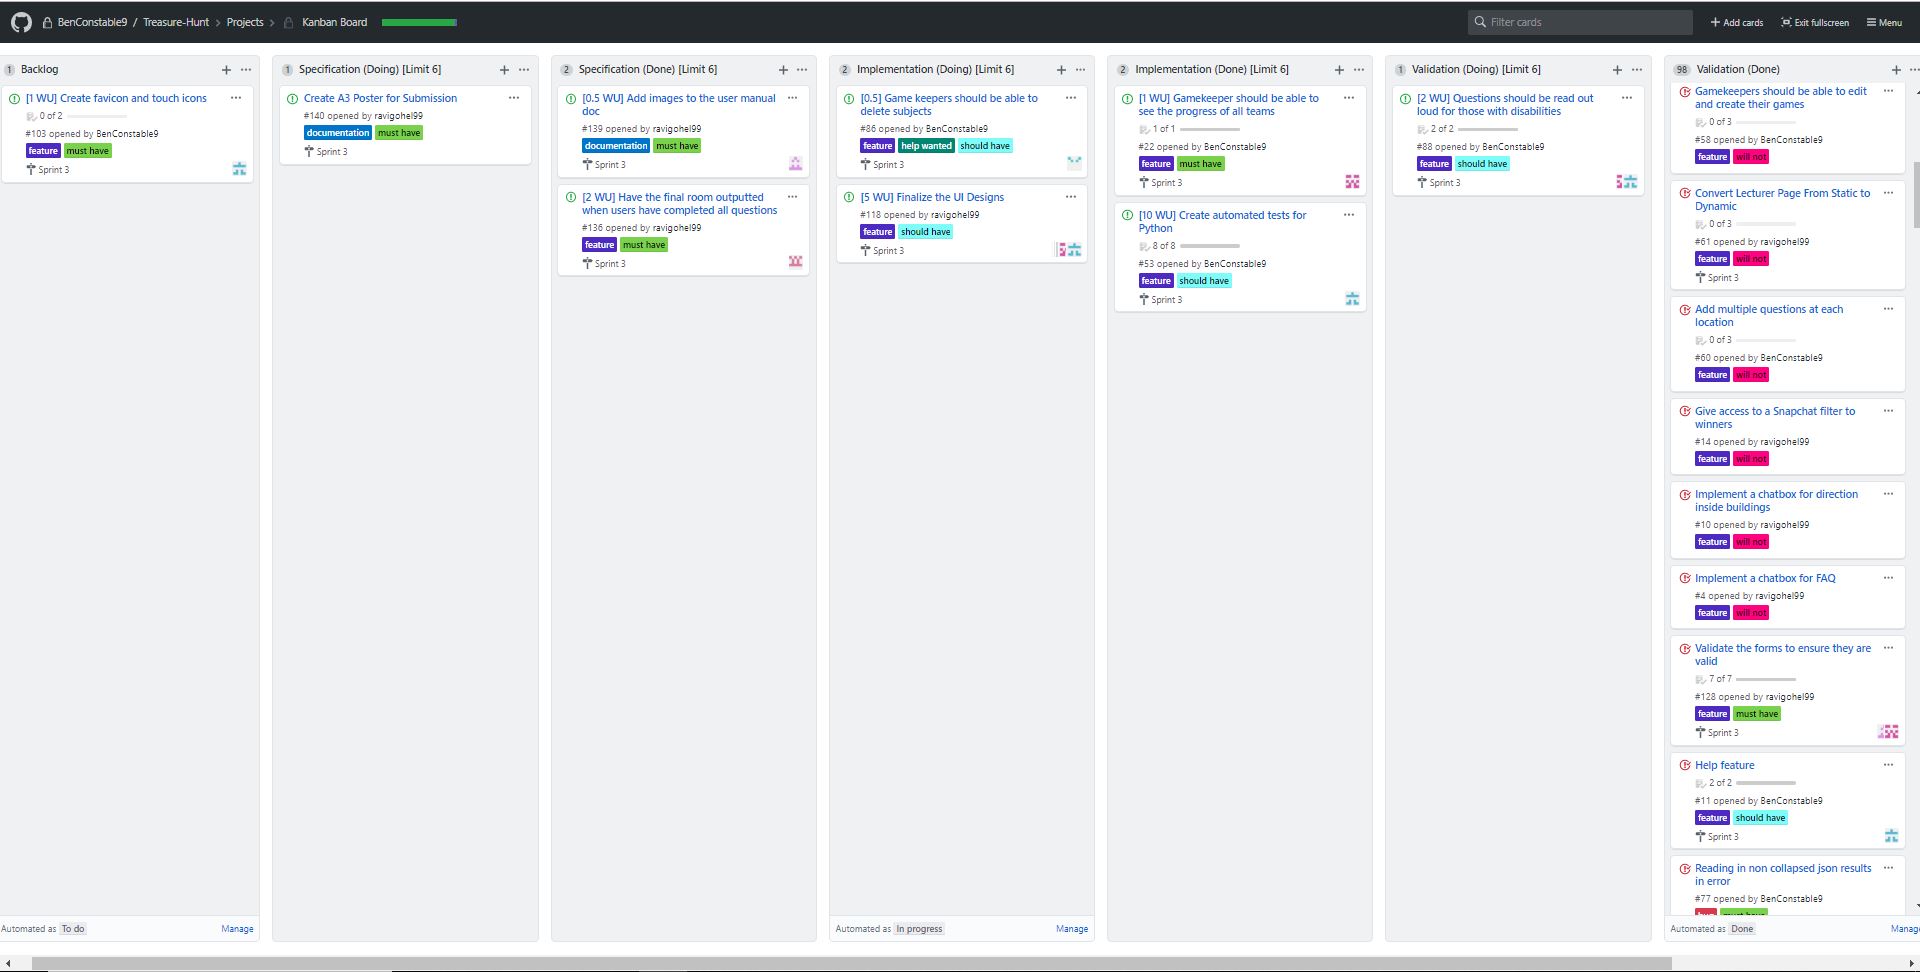 BenConstable9 / Treasure-Hunt > Projects > Kanban Board
Filter cards
+ Add cards
Exit fullscreen
Menu
1 Backlog
[1 WU] Create favicon and touch icons
0 of 2
#103 opened by BenConstable9
feature must have
Sprint 3
Automated as To do
Manage
1 Specification (Doing) [Limit 6]
Create A3 Poster for Submission
#140 opened by ravigohel99
documentation must have
Sprint 3
2 Specification (Done) [Limit 6]
[0.5 WU] Add images to the user manual
doc
#139 opened by ravigohel99
documentation must have
Sprint 3
[2 WU] Have the final room outputted
when users have completed all questions
#136 opened by ravigohel99
feature must have
Sprint 3
2 Implementation (Doing) [Limit 6]
[0.5] Game keepers should be able to
delete subjects
#86 opened by BenConstable9
feature help wanted should have
Sprint 3
[5 WU] Finalize the UI Designs
#118 opened by ravigohel99
feature should have
Sprint 3
Automated as In progress
Manage
2 Implementation (Done) [Limit 6]
[1 WU] Gamekeeper should be able to
see the progress of all teams
1 of 1
#22 opened by BenConstable9
feature must have
Sprint 3
[10 WU] Create automated tests for
Python
8 of 8
#53 opened by BenConstable9
feature should have
Sprint 3
1 Validation (Doing) [Limit 6]
[2 WU] Questions should be read out
loud for those with disabilities
2 of 2
#88 opened by BenConstable9
feature should have
Sprint 3
98 Validation (Done)
Gamekeepers should be able to edit
and create their games
0 of 3
#58 opened by BenConstable9
feature will not
Convert Lecturer Page From Static to
Dynamic
0 of 3
#61 opened by ravigohel99
feature will not
Sprint 3
Add multiple questions at each
location
0 of 3
#60 opened by BenConstable9
feature will not
Give access to a Snapchat filter to
winners
#14 opened by ravigohel99
feature will not
Implement a chatbox for direction
inside buildings
#10 opened by ravigohel99
feature will not
Implement a chatbox for FAQ
#4 opened by ravigohel99
feature will not
Validate the forms to ensure they are
valid
7 of 7
#128 opened by ravigohel99
feature must have
Sprint 3
Help feature
2 of 2
#11 opened by BenConstable9
feature should have
Sprint 3
Reading in non collapsed json results
in error
#77 opened by BenConstable9
bug must have
Automated as Done
Manag